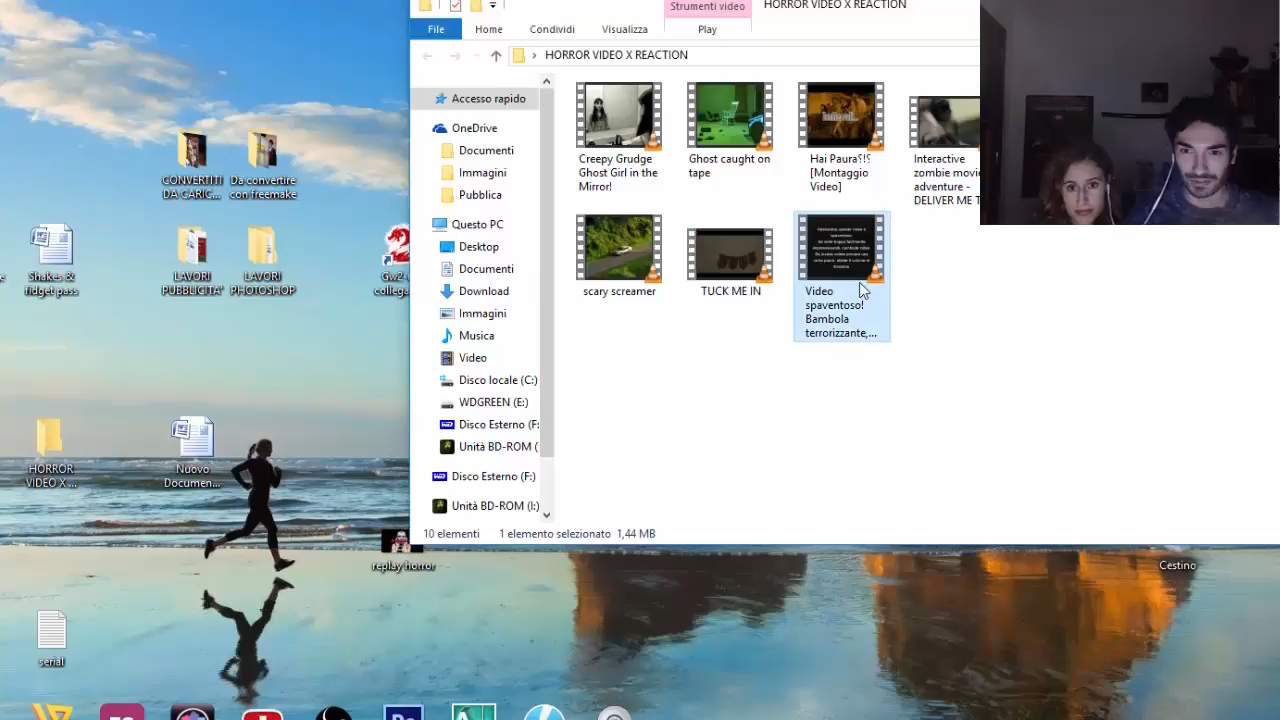 Strumenti video
HORROR VIDEO X REACTION
File
Home
Condividi
Visualizza
Play
HORROR VIDEO X REACTION
Accesso rapido
OneDrive
Documenti
Immagini
Pubblica
Questo PC
Desktop
Documenti
Download
Immagini
Musica
Video
Disco locale (C:)
WDGREEN (E:)
Disco Esterno (F:
Unità BD-ROM (
Disco Esterno (F:)
Unità BD-ROM (I:)
Creepy Grudge
Ghost Girl in the
Mirror!
Ghost caught on
tape
Hai Paura?!?
[Montaggio
Video]
Interactive
zombie movie
adventure -
DELIVER ME T
scary screamer
TUCK ME IN
Video
spaventoso!
Bambola
terrorizzante,...
10 elementi
1 elemento selezionato 1,44 MB
CONVERTITI
DA CARIC...
Da convertire
con freemake
Shakes &
fidget pass
LAVORI
PUBBLICITA'
LAVORI
PHOTOSHOP
Gw2
collega
HORROR
VIDEO X ...
Nuovo
Documen...
replay horror
Cestino
serial
Ps